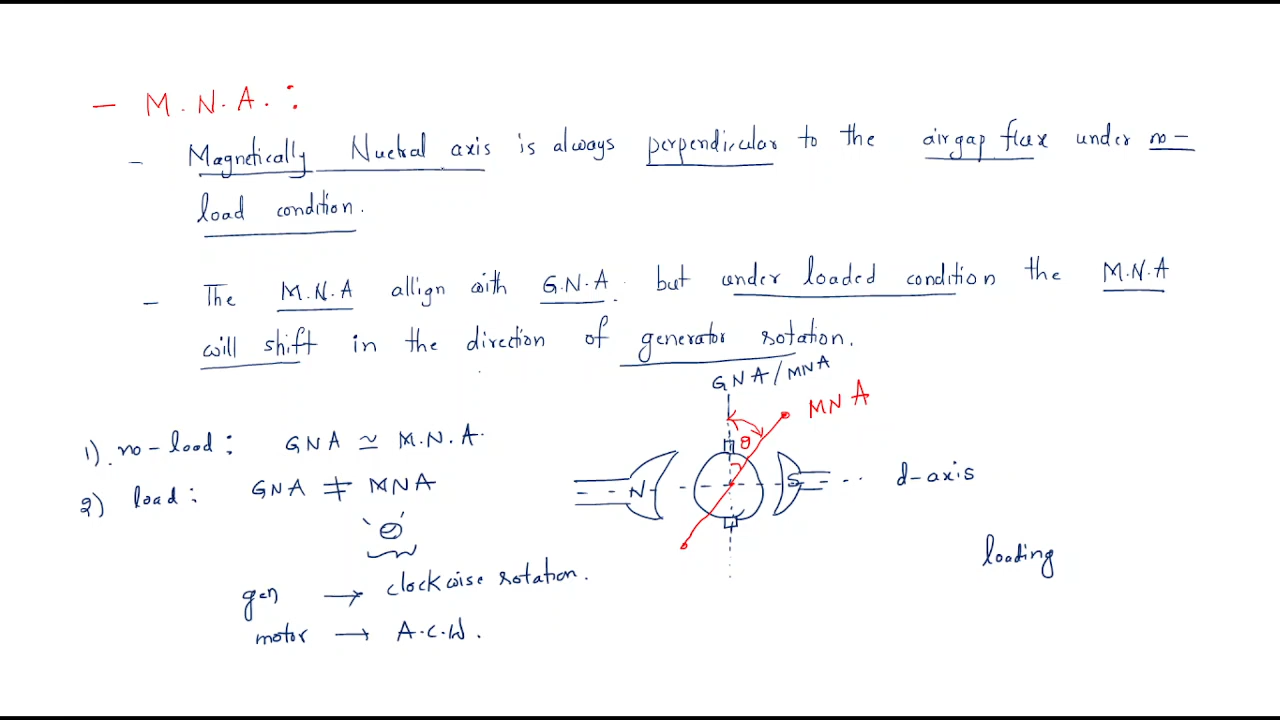 - M.N.A. :
- Magnetically Nuetral axis is always perpendicular to the airgap flux under no-
load condition.
- The M.N.A allign with G.N.A. but under loaded condition the M.N.A
will shift in the direction of generator rotation.
GNA/MNA
MNA
θ
1) no-load : GNA ≃ M.N.A.
2) load : GNA ≠ MNA
θ
N
S
d-axis
loading
gen → clockwise rotation.
motor → A.C.W.